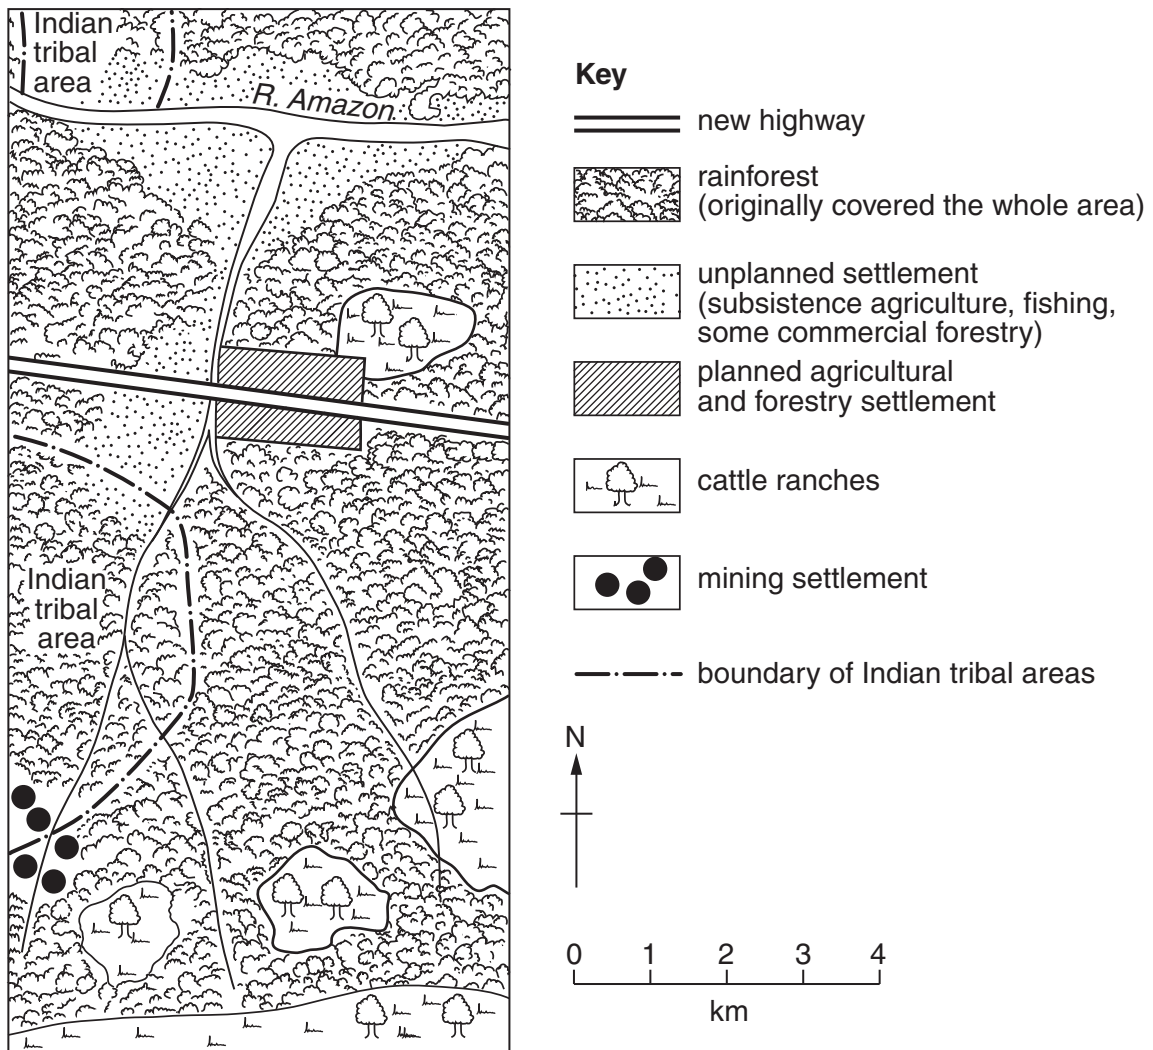 Indian
tribal
area
R. Amazon
Indian
tribal
area
Key
new highway
rainforest
(originally covered the whole area)
unplanned settlement
(subsistence agriculture, fishing,
some commercial forestry)
planned agricultural
and forestry settlement
cattle ranches
mining settlement
boundary of Indian tribal areas
N
0 1 2 3 4
km